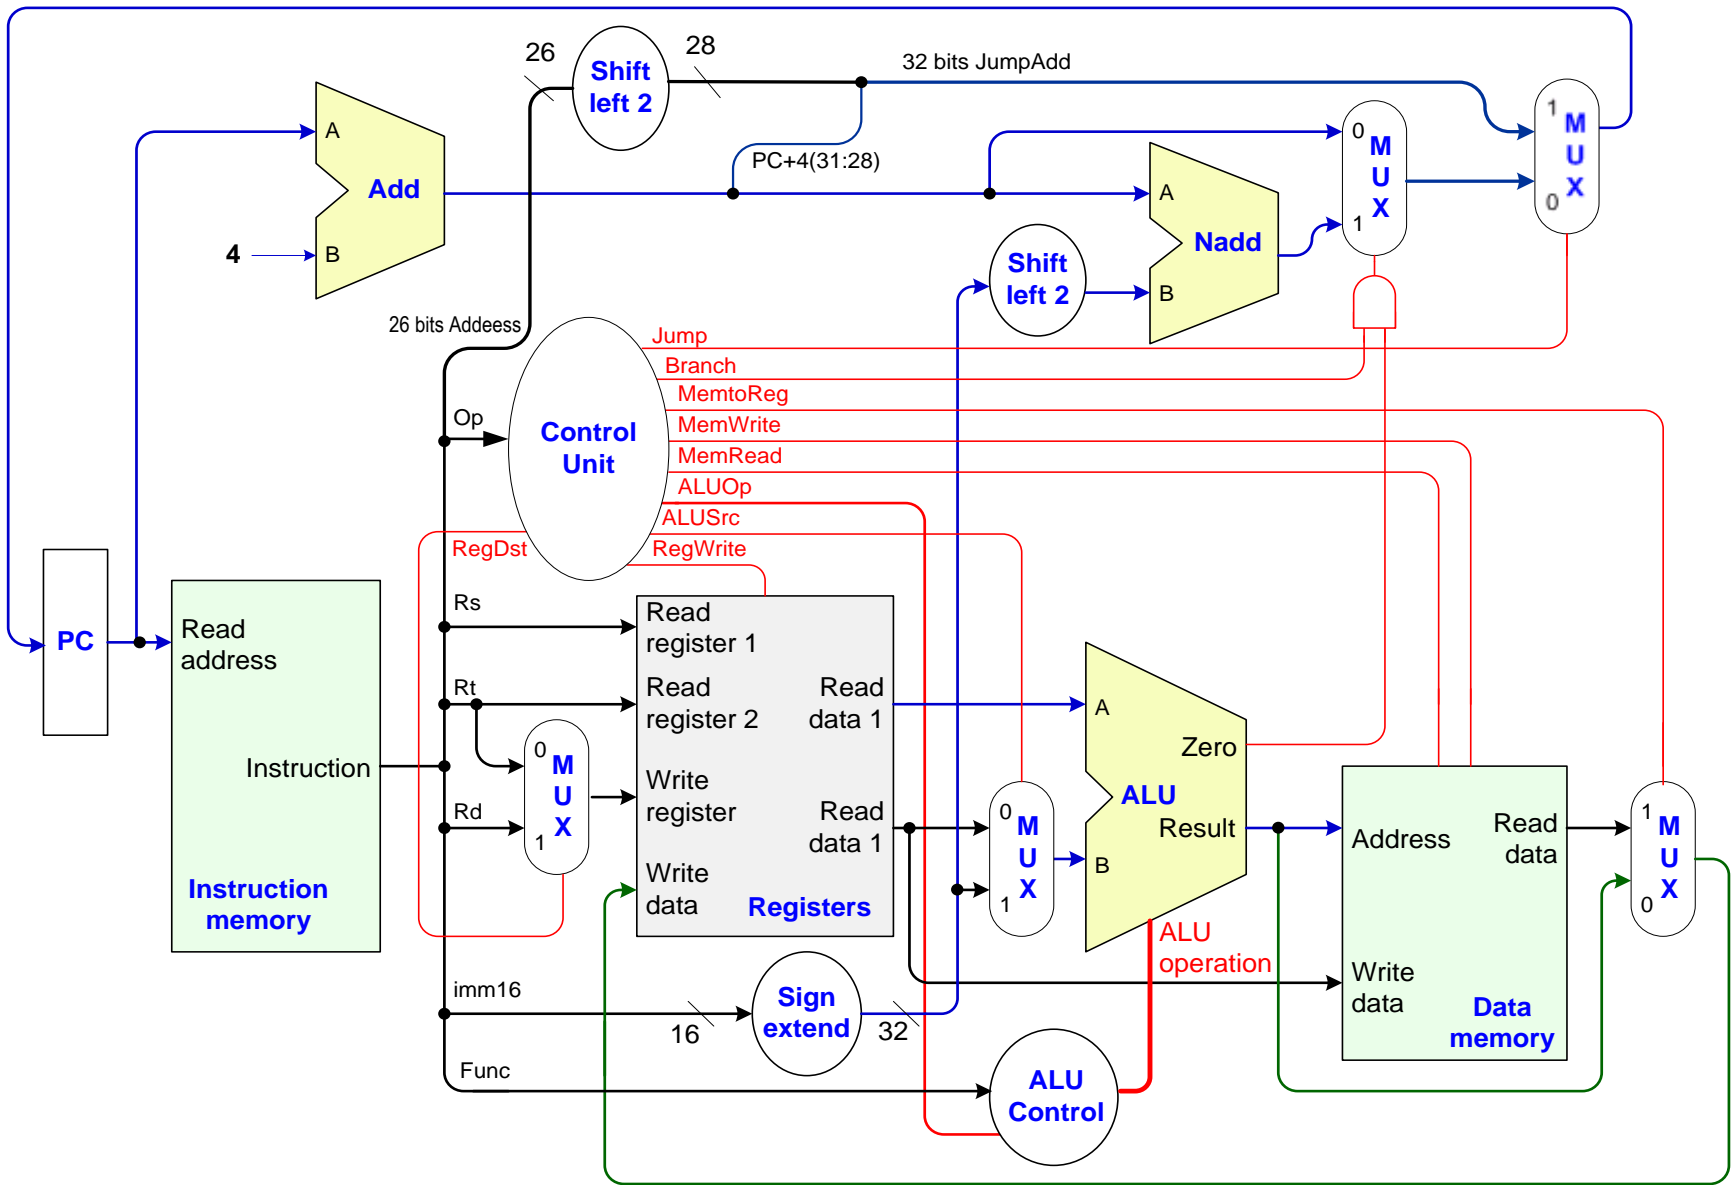 26
28
Shift
left 2
32 bits JumpAdd
1
M
U
X
0
A
Add
B
4
PC+4(31:28)
0
M
U
X
1
A
Nadd
B
Shift
left 2
26 bits Addeess
Jump
Branch
MemtoReg
MemWrite
MemRead
ALUOp
ALUSrc
RegWrite
RegDst
Op
Control
Unit
PC
Read
address
Instruction
Instruction
memory
Rs
Rt
Rd
0
M
U
X
1
Read
register 1
Read
register 2
Write
register
Write
data
Read
data 1
Read
data 1
Registers
0
M
U
X
1
A
Zero
ALU
Result
B
ALU
operation
Address
Read
data
Write
data
Data
memory
1
M
U
X
0
imm16
16
Sign
extend
32
Func
ALU
Control